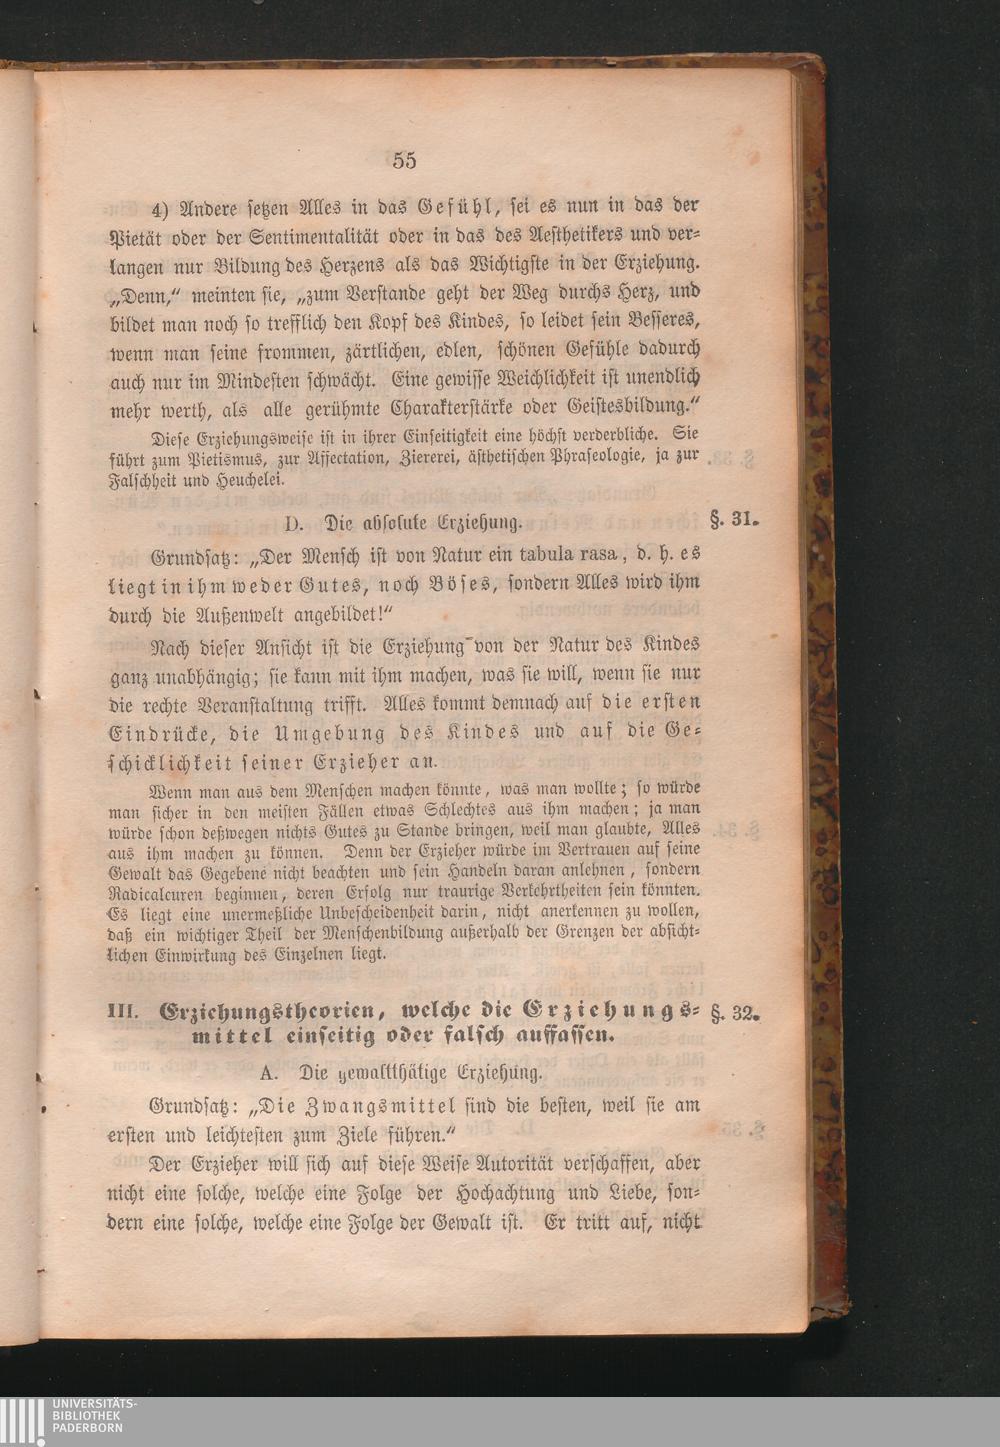 55
4) Andere setzen Alles in das Gefühl, sei es nun in das der
Pietät oder der Sentimentalität oder in das des Aesthetikers und ver-
langen nur Bildung des Herzens als das Wichtigste in der Erziehung.
„Denn,“ meinten sie, „zum Verstande geht der Weg durchs Herz, und
bildet man noch so trefflich den Kopf des Kindes, so leidet sein Besseres,
wenn man seine frommen, zärtlichen, edlen, schönen Gefühle dadurch
auch nur im Mindesten schwächt. Eine gewisse Weichlichkeit ist unendlich
mehr werth, als alle gerühmte Charakterstärke oder Geistesbildung.“
Diese Erziehungsweise ist in ihrer Einseitigkeit eine höchst verderbliche. Sie
führt zum Pietismus, zur Affectation, Ziererei, ästhetischen Phraseologie, ja zur
Falschheit und Heuchelei.
D. Die absolute Erziehung. §. 31.
Grundsatz: „Der Mensch ist von Natur ein tabula rasa, d. h. es
liegt in ihm weder Gutes, noch Böses, sondern Alles wird ihm
durch die Außenwelt angebildet!“
Nach dieser Ansicht ist die Erziehung von der Natur des Kindes
ganz unabhängig; sie kann mit ihm machen, was sie will, wenn sie nur
die rechte Veranstaltung trifft. Alles kommt demnach auf die ersten
Eindrücke, die Umgebung des Kindes und auf die Ge-
schicklichkeit seiner Erzieher an.
Wenn man aus dem Menschen machen könnte, was man wollte; so würde
man sicher in den meisten Fällen etwas Schlechtes aus ihm machen; ja man
würde schon deßwegen nichts Gutes zu Stande bringen, weil man glaubte, Alles
aus ihm machen zu können. Denn der Erzieher würde im Vertrauen auf seine
Gewalt das Gegebene nicht beachten und sein Handeln daran anlehnen, sondern
Radicalcuren beginnen, deren Erfolg nur traurige Verkehrtheiten sein könnten.
Es liegt eine unermeßliche Unbescheidenheit darin, nicht anerkennen zu wollen,
daß ein wichtiger Theil der Menschenbildung außerhalb der Grenzen der absicht-
lichen Einwirkung des Einzelnen liegt.
III. Erziehungstheorien, welche die Erziehungs- §. 32.
mittel einseitig oder falsch auffassen.
A. Die gewaltthätige Erziehung.
Grundsatz: „Die Zwangsmittel sind die besten, weil sie am
ersten und leichtesten zum Ziele führen.“
Der Erzieher will sich auf diese Weise Autorität verschaffen, aber
nicht eine solche, welche eine Folge der Hochachtung und Liebe, son-
dern eine solche, welche eine Folge der Gewalt ist. Er tritt auf, nicht
UNIVERSITÄTS-
BIBLIOTHEK
PADERBORN